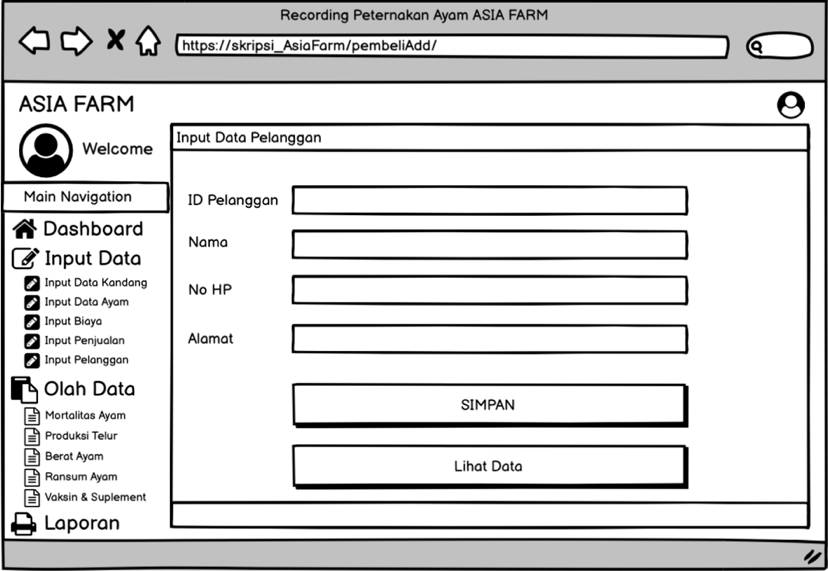 Recording Peternakan Ayam ASIA FARM
https://skripsi_AsiaFarm/pembeliAdd/
ASIA FARM
Welcome
Main Navigation
Dashboard
Input Data
Input Data Kandang
Input Data Ayam
Input Biaya
Input Penjualan
Input Pelanggan
Olah Data
Mortalitas Ayam
Produksi Telur
Berat Ayam
Ransum Ayam
Vaksin & Suplement
Laporan
Input Data Pelanggan
ID Pelanggan
Nama
No HP
Alamat
SIMPAN
Lihat Data